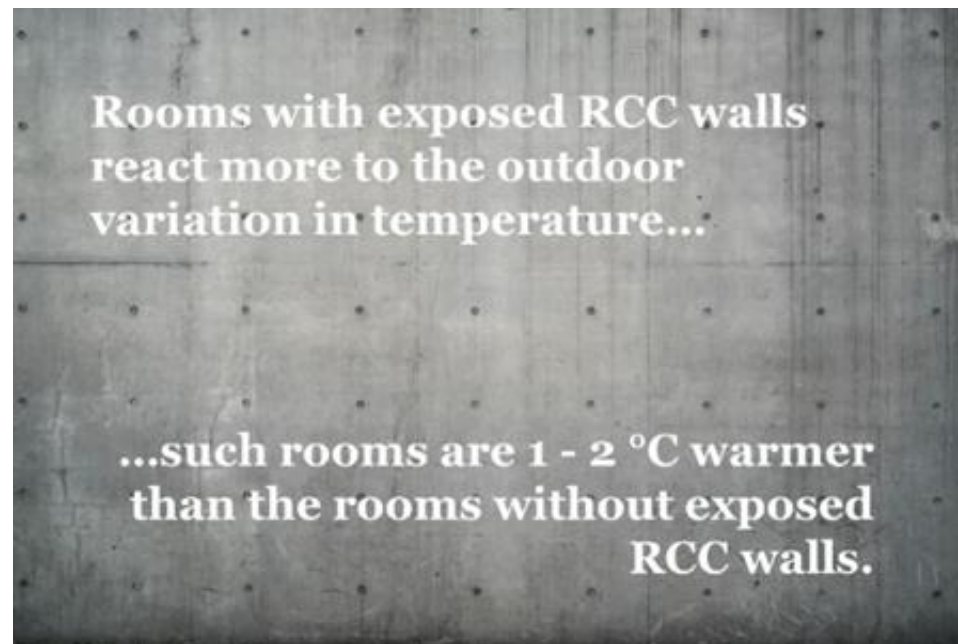 Rooms with exposed RCC walls
react more to the outdoor
variation in temperature...
...such rooms are 1 - 2 °C warmer
than the rooms without exposed
RCC walls.